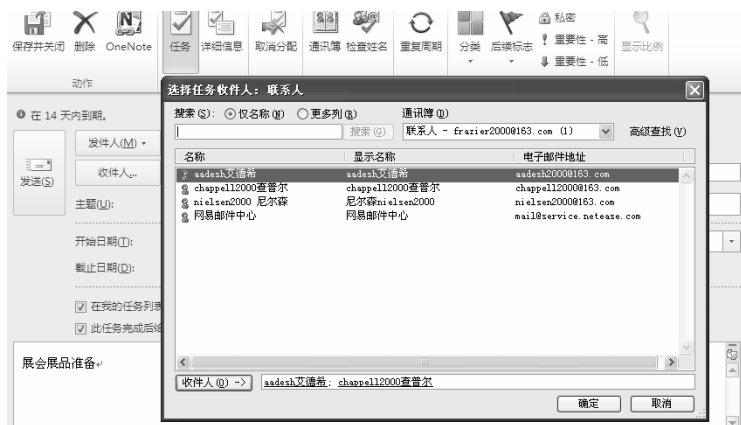 私密
保存并关闭 删除 OneNote 任务 详细信息 取消分配 通讯簿 检查姓名 重复周期 分类 后续标志 重要性 - 高 显示比例
重要性 - 低
动作
选择任务收件人: 联系人
在 14 天内到期。
搜索(S): 仅名称(N) 更多列(R) 通讯簿(D)
搜索(G) 联系人 - frazier2000@163.com (1) 高级查找(V)
发件人(M)
名称 显示名称 电子邮件地址
收件人...
发送(S)
aadesh艾德希 aadesh艾德希 aadesh2000@163.com
chappell2000查普尔 chappell2000查普尔 chappell2000@163.com
nielsen2000 尼尔森 尼尔森nielsen2000 nielsen2000@163.com
主题(U):
网易邮件中心 网易邮件中心 mail@service.netease.com
开始日期(T):
截止日期(D):
在我的任务列表
此任务完成后给
展会展品准备
收件人(O) -> aadesh艾德希; chappell2000查普尔
确定 取消